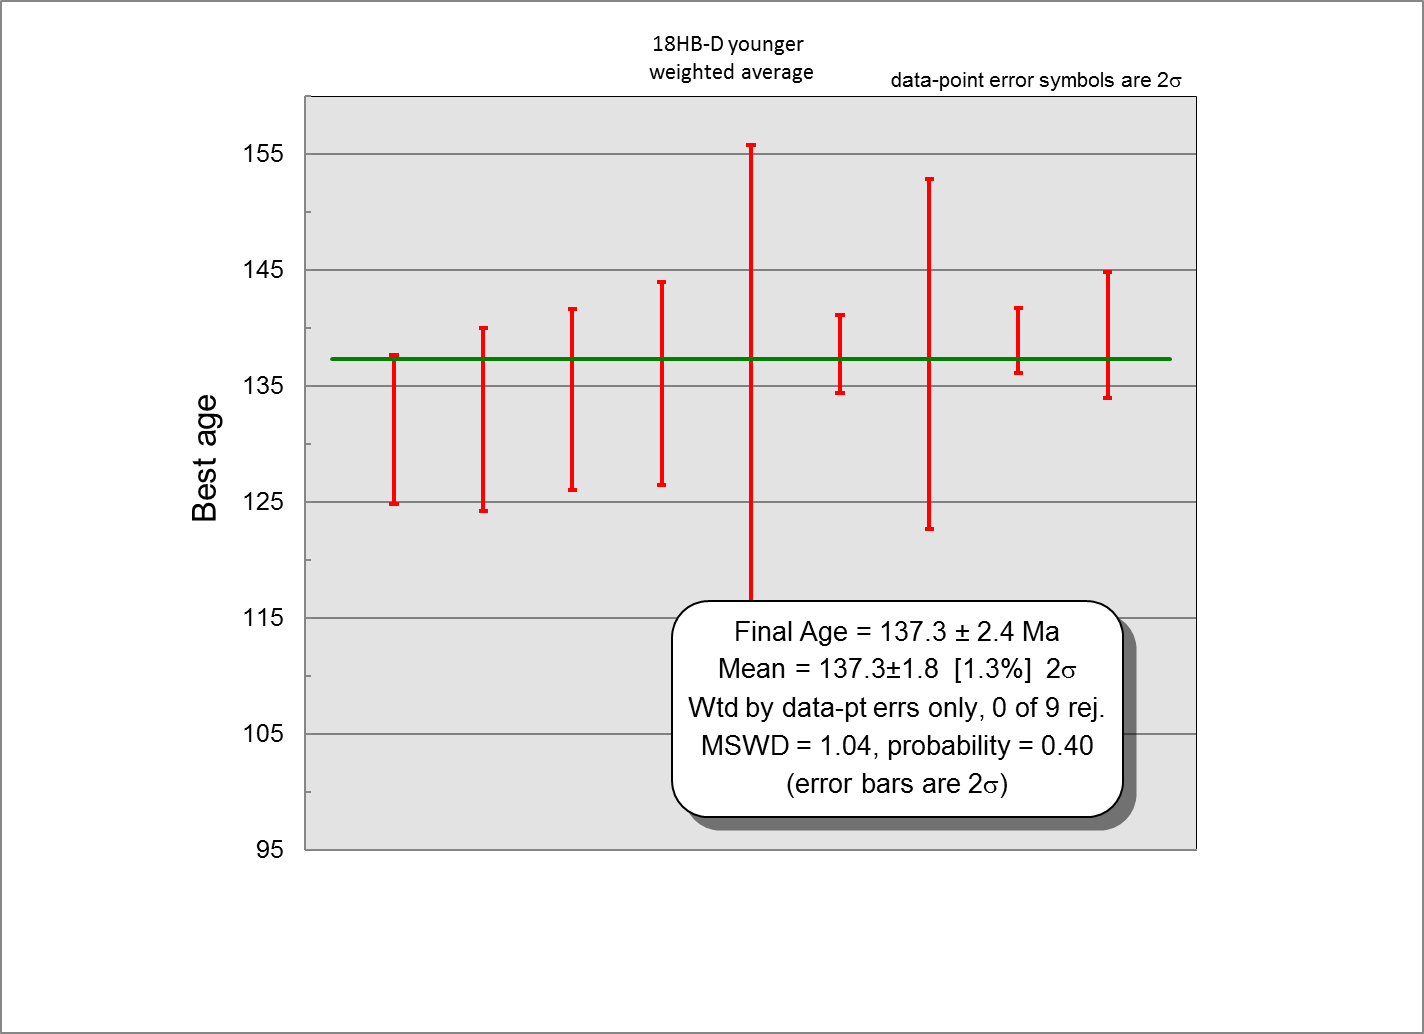 18HB-D younger
weighted average
data-point error symbols are 2σ
155
145
135
125
115
105
95
Best age
Final Age = 137.3 ± 2.4 Ma
Mean = 137.3±1.8 [1.3%] 2σ
Wtd by data-pt errs only, 0 of 9 rej.
MSWD = 1.04, probability = 0.40
(error bars are 2σ)